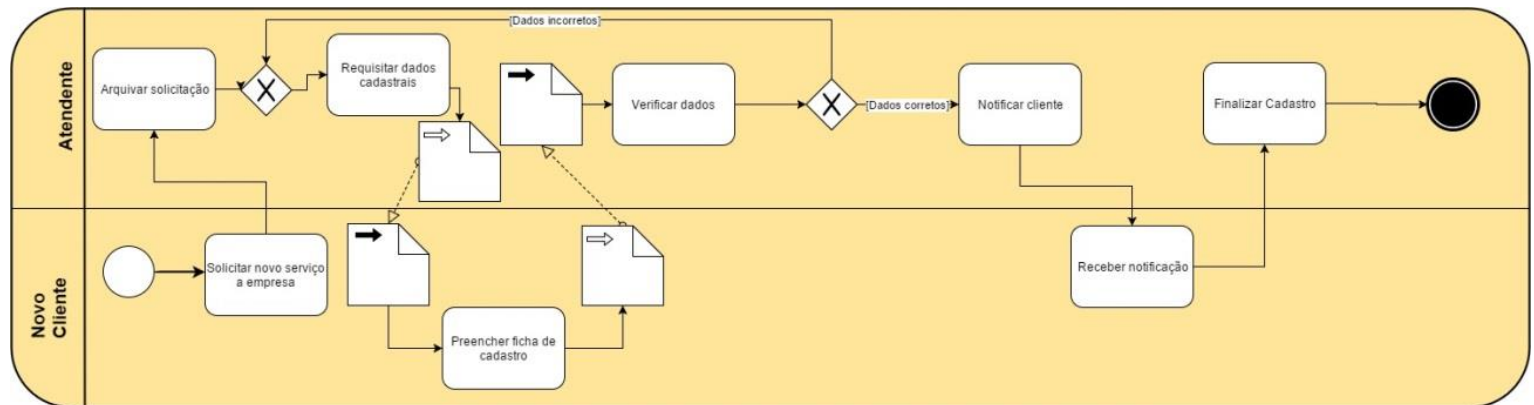 [Dados incorretos]
Atendente
Arquivar solicitação
Requisitar dados
cadastrais
Verificar dados
[Dados corretos]
Notificar cliente
Finalizar Cadastro
Novo
Cliente
Solicitar novo serviço
a empresa
Preencher ficha de
cadastro
Receber notificação